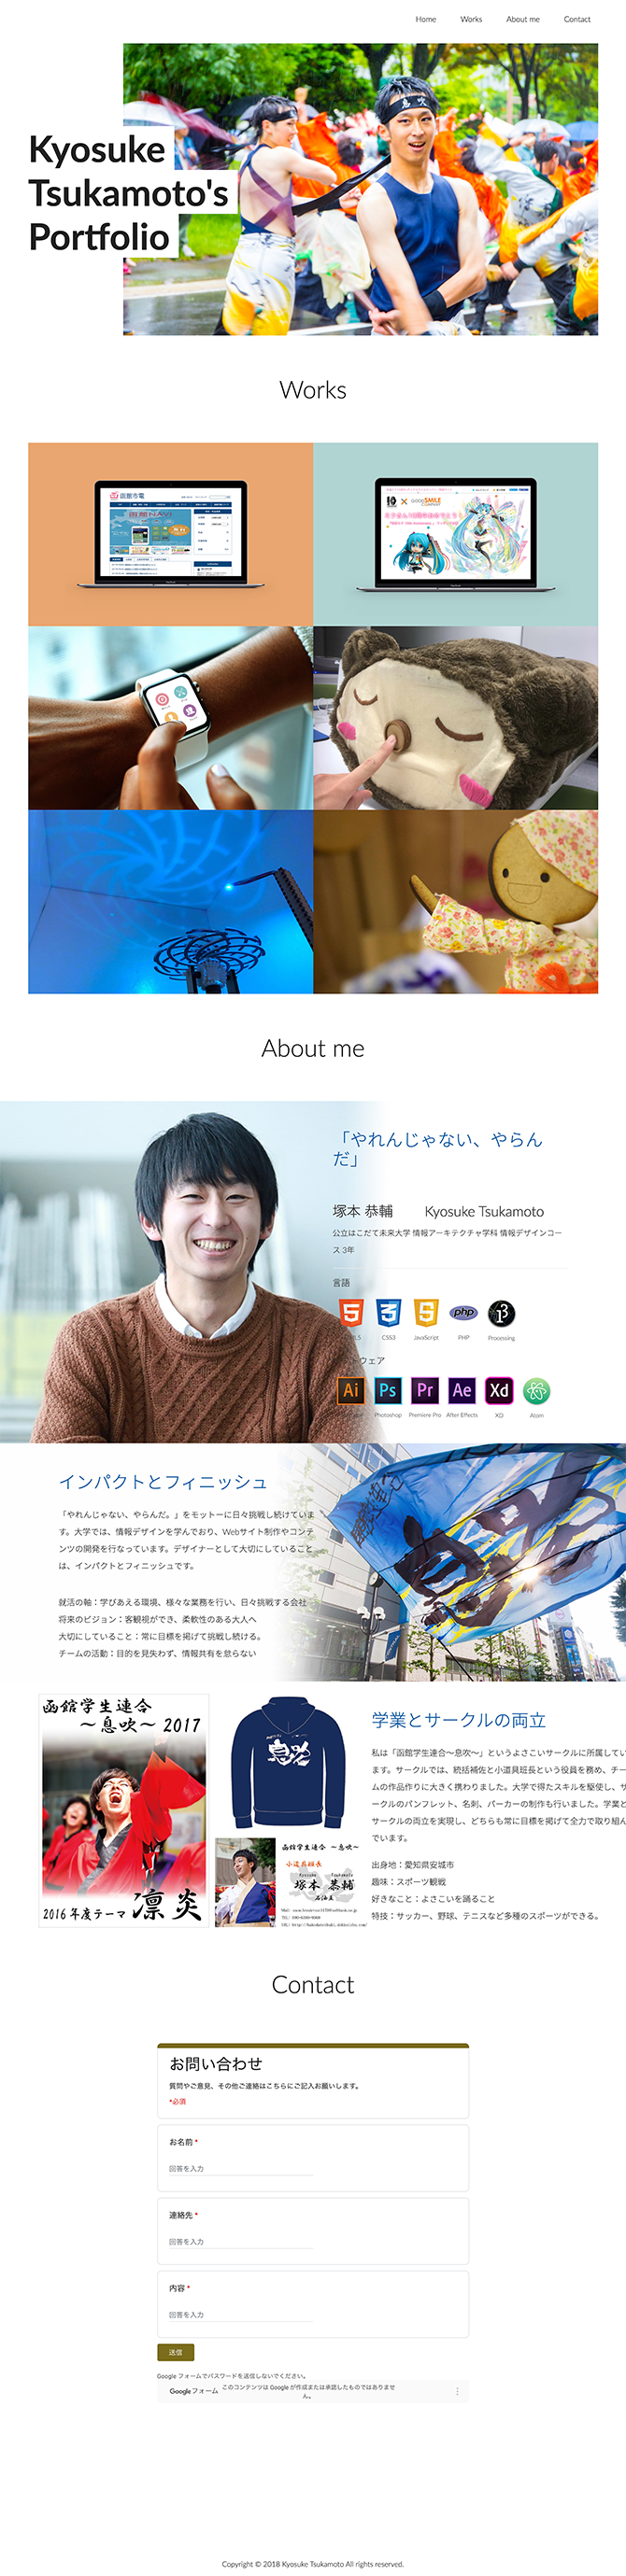 Home Works About me Contact
Kyosuke
Tsukamoto's
Portfolio
息吹
Works
函館市電
函館NAVI
GOOD SMILE
COMPANY
About me
「やれんじゃない、やらん
だ」
塚本 恭輔 Kyosuke Tsukamoto
公立はこだて未来大学 情報アーキテクチャ学科 情報デザインコー
ス 3年
言語
JavaScript PHP Processing
CSS3
php
ウェア
Ai Ps Pr Ae Xd
Photoshop Premiere Pro After Effects XD Atom
インパクトとフィニッシュ
「やれんじゃない、やらんだ。」をモットーに日々挑戦し続けていま
す。大学では、情報デザインを学んでおり、Webサイト制作やコンテ
ンツの開発を行なっています。デザイナーとして大切にしていること
は、インパクトとフィニッシュです。
就活の軸：学びあえる環境、様々な業務を行い、日々挑戦する会社
将来のビジョン：客観視ができ、柔軟性のある大人へ
大切にしていること：常に目標を掲げて挑戦し続ける。
チームの活動：目的を見失わず、情報共有を怠らない
函館学生連合
～息吹～ 2017
2016年度テーマ 凛炎
息吹
函館学生連合 ～息吹～
小道具班長
Kyosuke Tsukamoto
塚本 恭輔
学業とサークルの両立
私は「函館学生連合〜息吹〜」というよさこいサークルに所属してい
ます。サークルでは、統括補佐と小道具班長という役員を務め、チー
ムの作品作りに大きく携わりました。大学で得たスキルを駆使し、サ
ークルのパンフレット、名刺、パーカーの制作も行いました。学業と
サークルの両立を実現し、どちらも常に目標を掲げて全力で取り組ん
でいます。
出身地：愛知県安城市
趣味：スポーツ観戦
好きなこと：よさこいを踊ること
特技：サッカー、野球、テニスなど多種のスポーツができる。
Contact
お問い合わせ
質問やご意見、その他ご連絡はこちらにご記入お願いします。
*必須
お名前 *
回答を入力
連絡先 *
回答を入力
内容 *
回答を入力
送信
Google フォームでパスワードを送信しないでください。
Google フォーム このコンテンツは Google が作成または承認したものではありませ
ん。
Copyright © 2018 Kyosuke Tsukamoto All rights reserved.